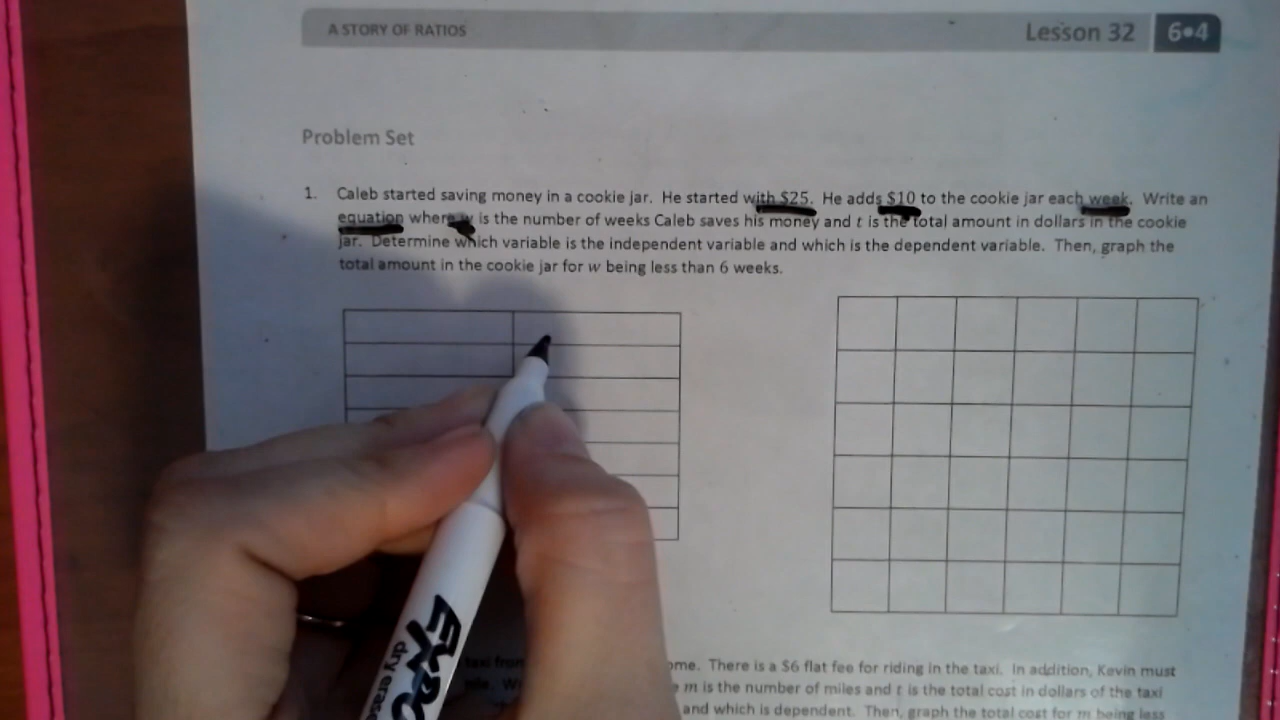 A STORY OF RATIOS
Lesson 32
6•4
Problem Set
1. Caleb started saving money in a cookie jar. He started with $25. He adds $10 to the cookie jar each week. Write an
equation where w is the number of weeks Caleb saves his money and t is the total amount in dollars in the cookie
jar. Determine which variable is the independent variable and which is the dependent variable. Then, graph the
total amount in the cookie jar for w being less than 6 weeks.
taxi from ome. There is a $6 flat fee for riding in the taxi. In addition, Kevin must
m is the number of miles and t is the total cost in dollars of the taxi
and which is dependent. Then, graph the total cost for m being less
EXPO
dry erase